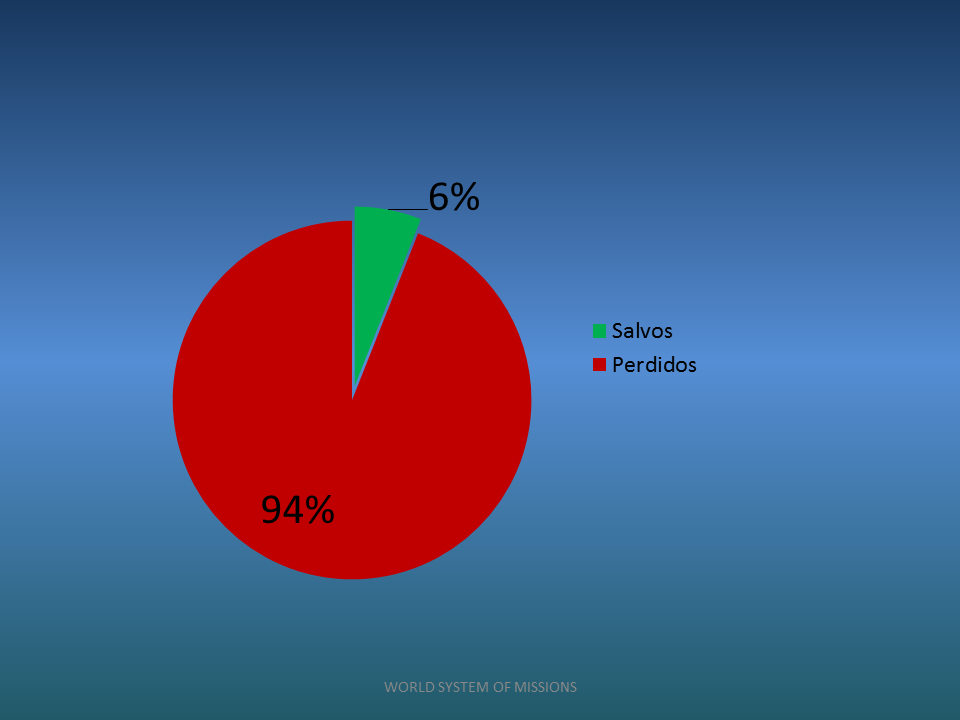 6%
Salvos
Perdidos
94%
WORLD SYSTEM OF MISSIONS